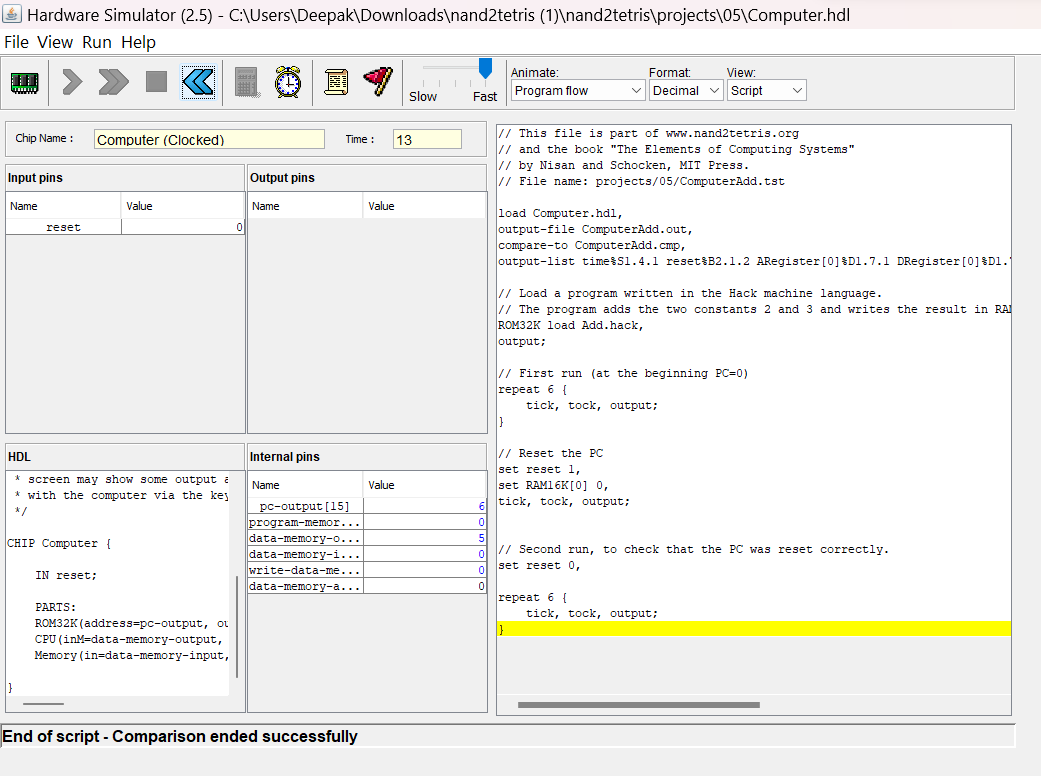 Hardware Simulator (2.5) - C:\Users\Deepak\Downloads\nand2tetris (1)\nand2tetris\projects\05\Computer.hdl
File View Run Help
Slow Fast
Animate: Format: View:
Program flow Decimal Script
Chip Name : Computer (Clocked) Time : 13
Input pins
Name Value
reset 0
Output pins
Name Value
HDL
* screen may show some output a
* with the computer via the key
*/
CHIP Computer {
IN reset;
PARTS:
ROM32K(address=pc-output, ou
CPU(inM=data-memory-output,
Memory(in=data-memory-input,
}
Internal pins
Name Value
pc-output[15] 6
program-memor... 0
data-memory-o... 5
data-memory-i... 0
write-data-me... 0
data-memory-a... 0
// This file is part of www.nand2tetris.org
// and the book "The Elements of Computing Systems"
// by Nisan and Schocken, MIT Press.
// File name: projects/05/ComputerAdd.tst
load Computer.hdl,
output-file ComputerAdd.out,
compare-to ComputerAdd.cmp,
output-list time%S1.4.1 reset%B2.1.2 ARegister[0]%D1.7.1 DRegister[0]%D1.
// Load a program written in the Hack machine language.
// The program adds the two constants 2 and 3 and writes the result in RA
ROM32K load Add.hack,
output;
// First run (at the beginning PC=0)
repeat 6 {
tick, tock, output;
}
// Reset the PC
set reset 1,
set RAM16K[0] 0,
tick, tock, output;
// Second run, to check that the PC was reset correctly.
set reset 0,
repeat 6 {
tick, tock, output;
}
End of script - Comparison ended successfully